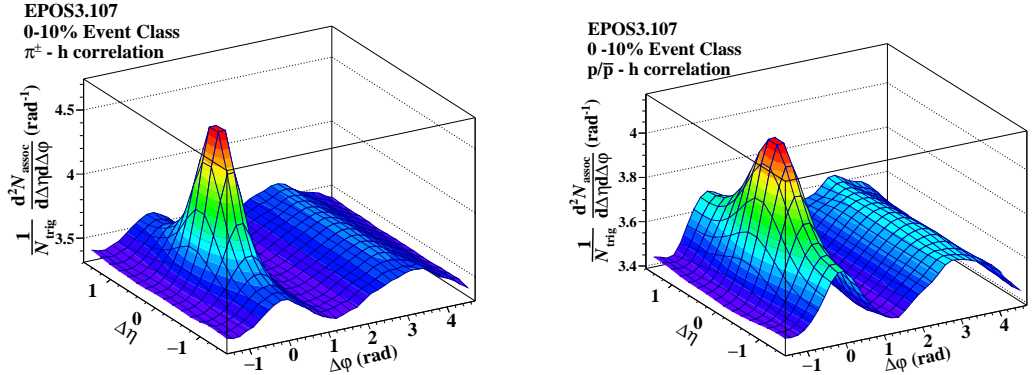 EPOS3.107
0-10% Event Class
π± - h correlation
1/N_trig d²N_assoc/dΔηdΔφ (rad⁻¹)
4.5
4
3.5
1
0
−1
Δη
−1
0
1
2
3
4
Δφ (rad)
EPOS3.107
0 -10% Event Class
p/p̅ - h correlation
1/N_trig d²N_assoc/dΔηdΔφ (rad⁻¹)
4
3.8
3.6
3.4
1
0
−1
Δη
−1
0
1
2
3
4
Δφ (rad)